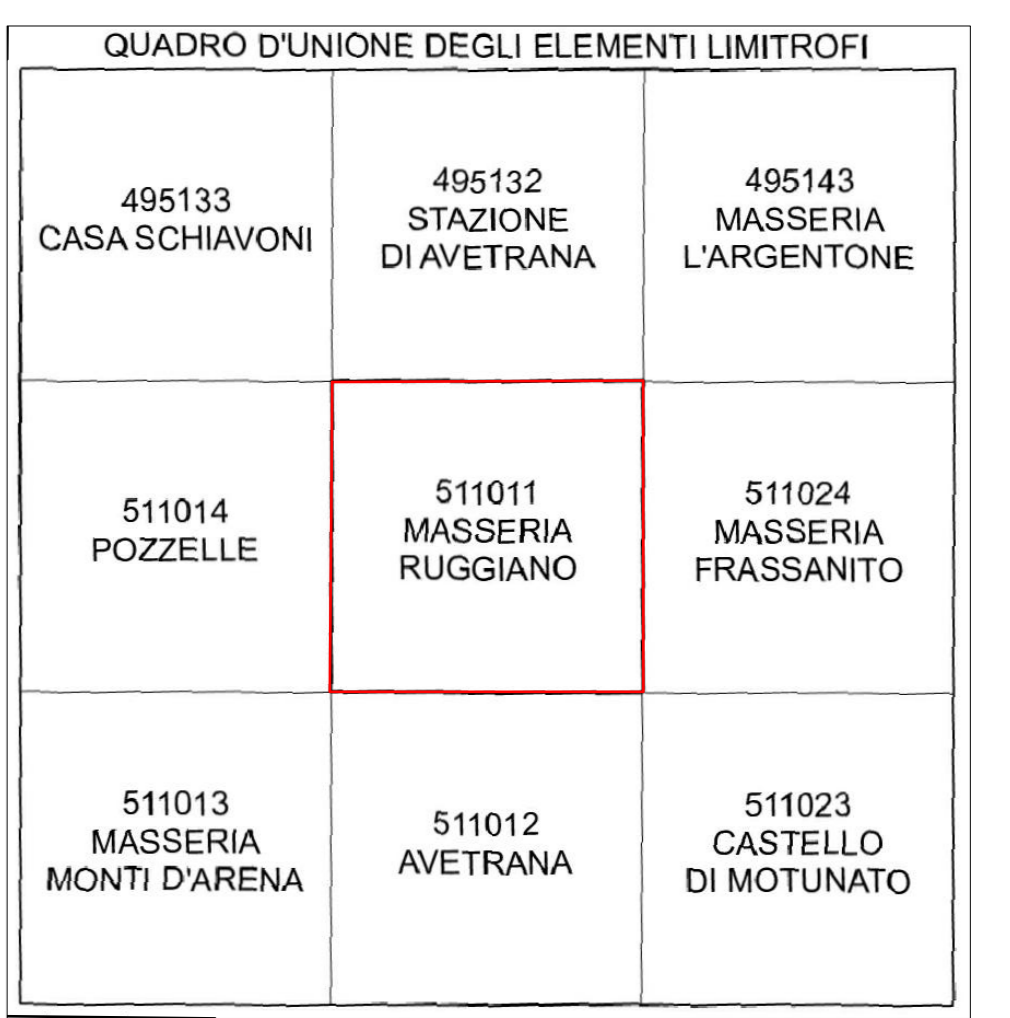 QUADRO D'UNIONE DEGLI ELEMENTI LIMITROFI
495133
CASA SCHIAVONI
495132
STAZIONE
DI AVETRANA
495143
MASSERIA
L'ARGENTONE
511014
POZZELLE
511011
MASSERIA
RUGGIANO
511024
MASSERIA
FRASSANITO
511013
MASSERIA
MONTI D'ARENA
511012
AVETRANA
511023
CASTELLO
DI MOTUNATO